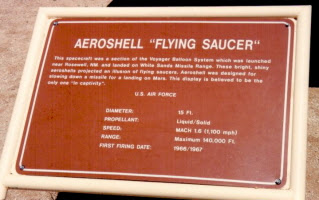 AEROSHELL "FLYING SAUCER"
This spacecraft was a section of the Voyager Balloon System which was launched
near Roswell, NM. and landed on White Sands Missile Range. These bright, shiny
aeroshells projected an illusion of flying saucers. Aeroshell was designed for
slowing down a missile for a landing on Mars. This display is believed to be the
only one "in captivity".
U.S. AIR FORCE
DIAMETER: 15 Ft.
PROPELLANT: Liquid/Solid
SPEED: MACH 1.6 (1,100 mph)
RANGE: Maximum 140,000 Ft.
FIRST FIRING DATE: 1966/1967